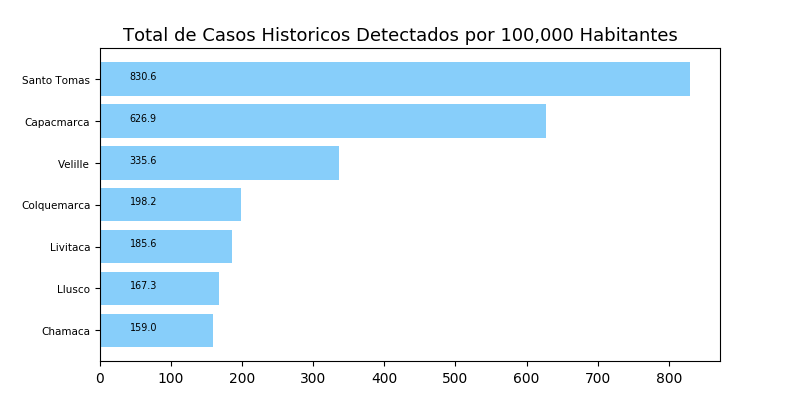 Total de Casos Historicos Detectados por 100,000 Habitantes
Santo Tomas 830.6
Capacmarca 626.9
Velille 335.6
Colquemarca 198.2
Livitaca 185.6
Llusco 167.3
Chamaca 159.0
0 100 200 300 400 500 600 700 800